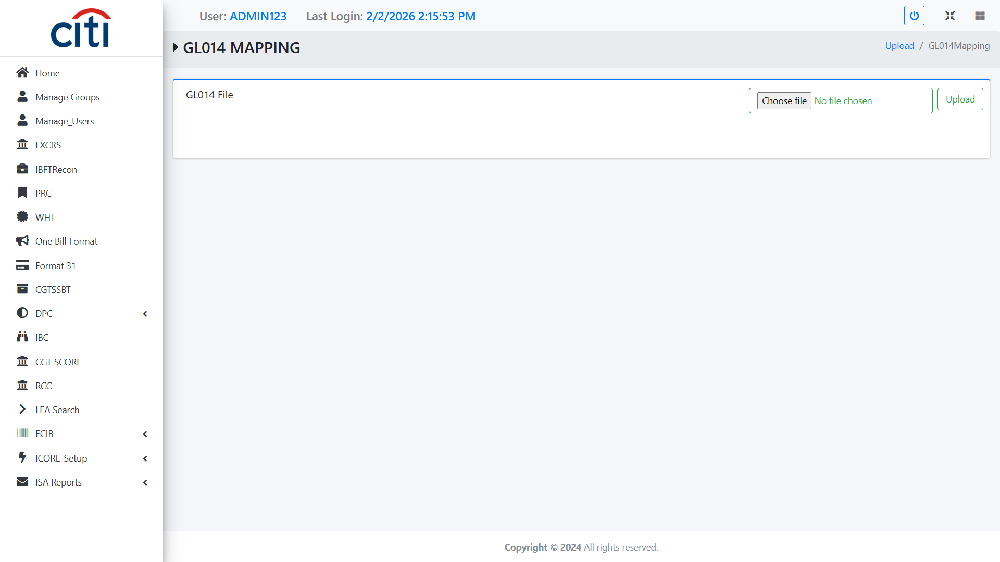 citi
User: ADMIN123 Last Login: 2/2/2026 2:15:53 PM
GL014 MAPPING
Upload / GL014Mapping
Home
Manage Groups
Manage_Users
FXCRS
IBFTRecon
PRC
WHT
One Bill Format
Format 31
CGTSSBT
DPC
IBC
CGT SCORE
RCC
LEA Search
ECIB
ICORE_Setup
ISA Reports
GL014 File
Choose file No file chosen
Upload
Copyright © 2024 All rights reserved.